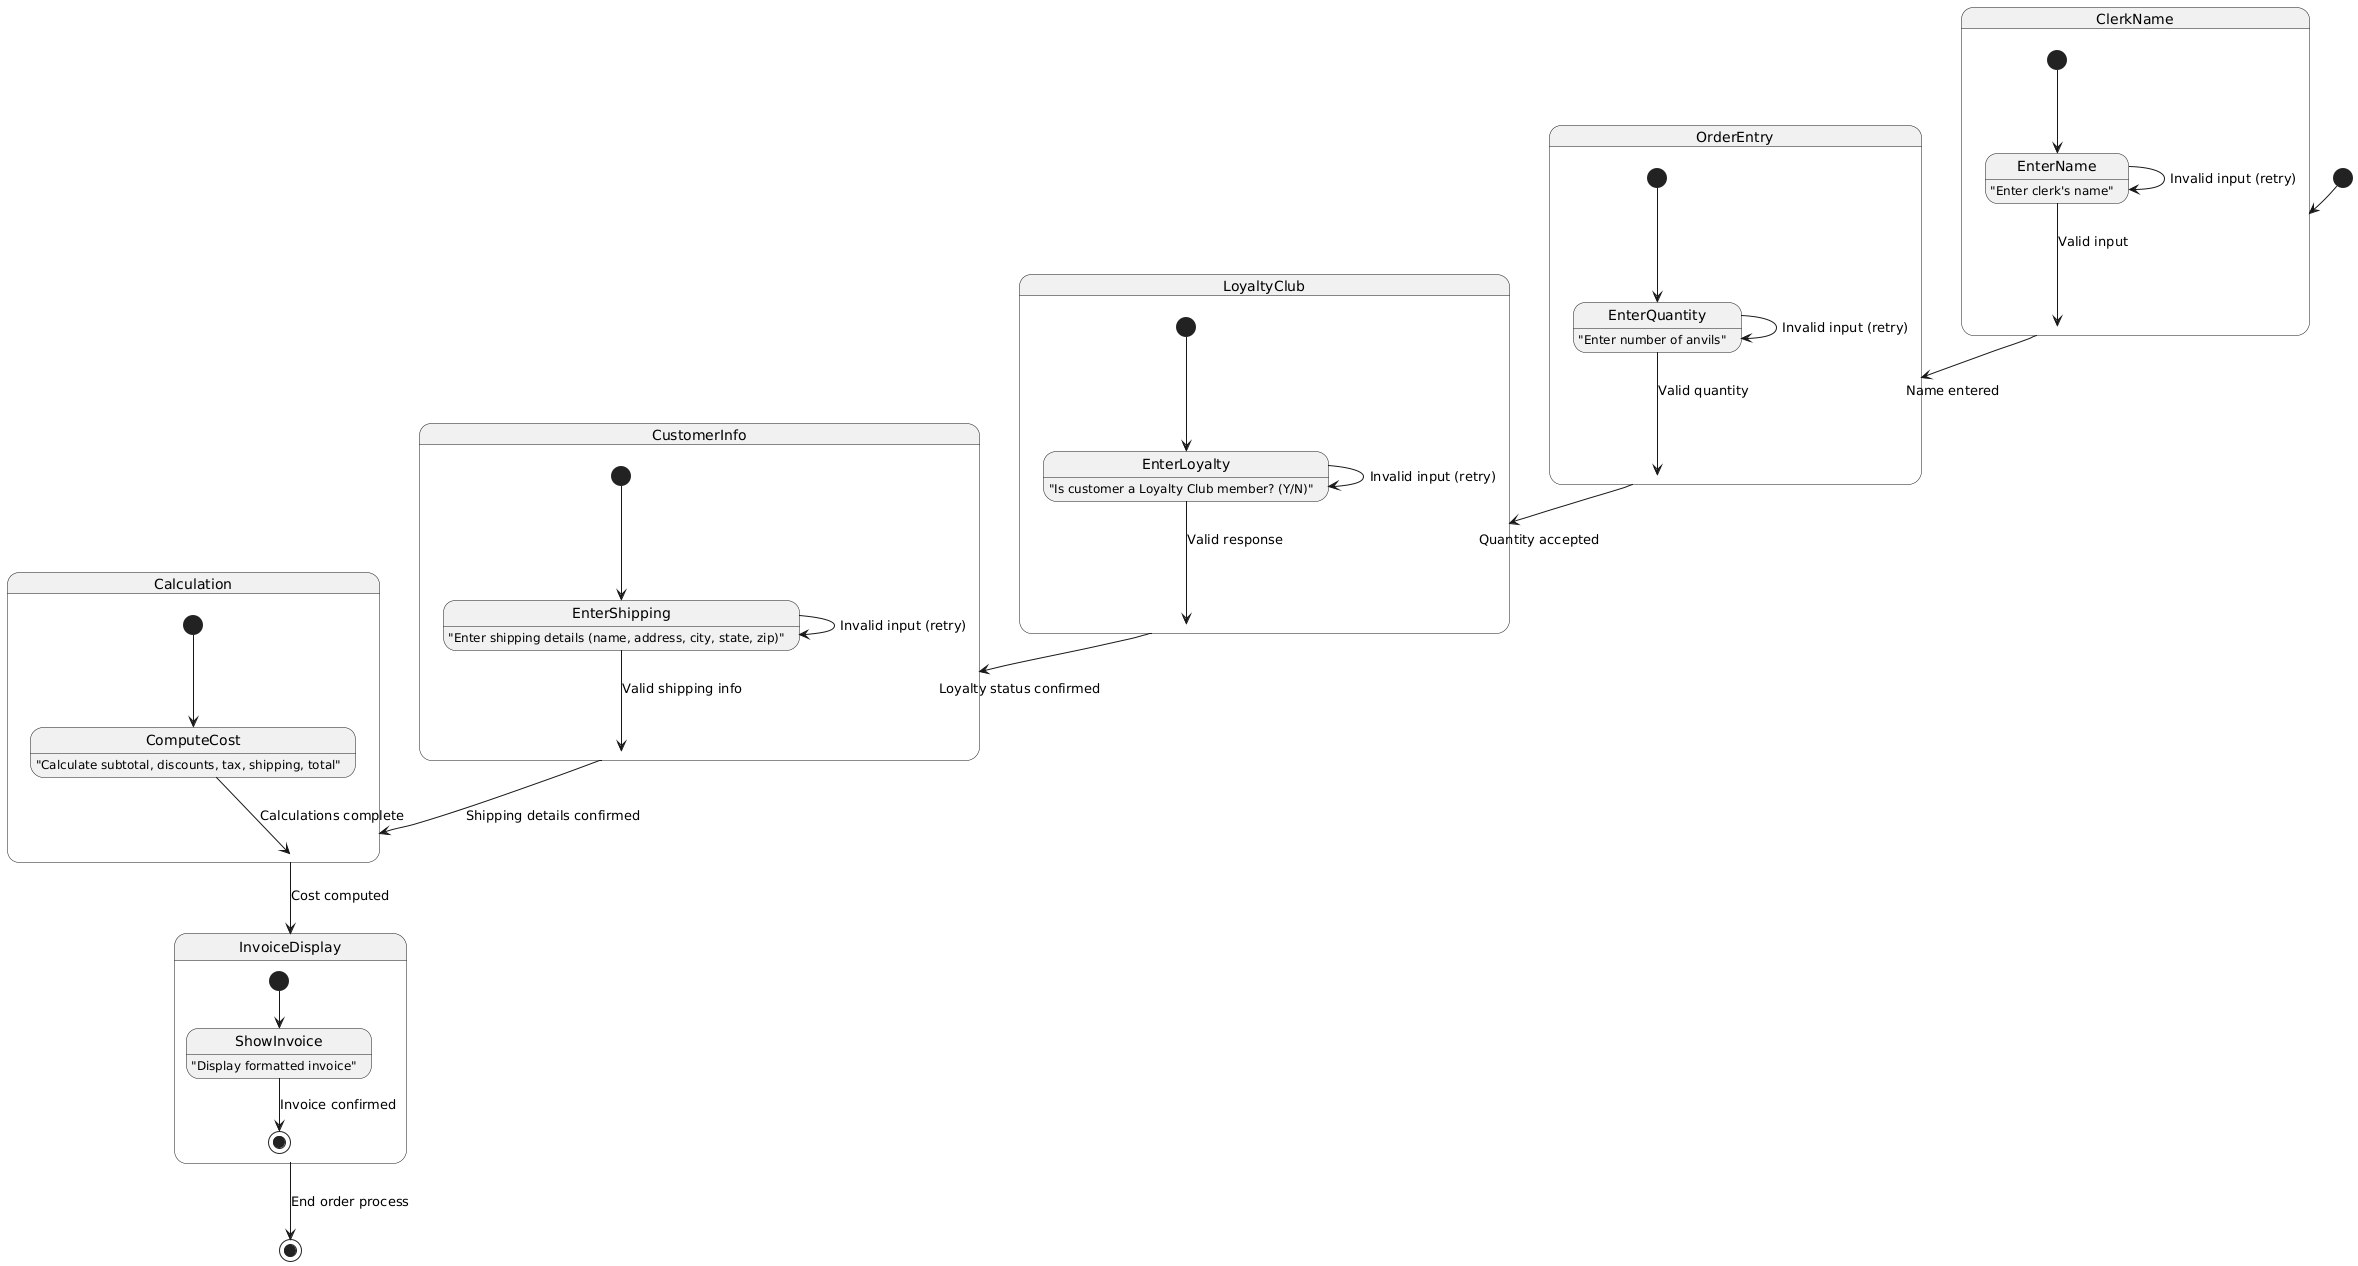 ClerkName
EnterName
"Enter clerk's name"
Invalid input (retry)
Valid input
Name entered
OrderEntry
EnterQuantity
"Enter number of anvils"
Invalid input (retry)
Valid quantity
Quantity accepted
LoyaltyClub
EnterLoyalty
"Is customer a Loyalty Club member? (Y/N)"
Invalid input (retry)
Valid response
Loyalty status confirmed
CustomerInfo
EnterShipping
"Enter shipping details (name, address, city, state, zip)"
Invalid input (retry)
Valid shipping info
Shipping details confirmed
Calculation
ComputeCost
"Calculate subtotal, discounts, tax, shipping, total"
Calculations complete
Cost computed
InvoiceDisplay
ShowInvoice
"Display formatted invoice"
Invoice confirmed
End order process